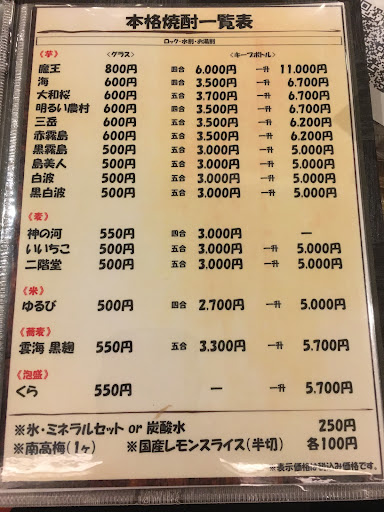 本格焼酎一覧表
ロック・水割・お湯割
《芋》 〈グラス〉 〈キープボトル〉
魔王 800円 四合 6.000円 一升 11.000円
海 600円 四合 3.500円 一升 6.700円
大和桜 600円 五合 3.700円 一升 6.700円
明るい農村 600円 四合 3.500円 一升 6.700円
三岳 600円 五合 3.500円 一升 6.200円
赤霧島 600円 五合 3.500円 一升 6.200円
黒霧島 500円 五合 3.000円 一升 5.000円
島美人 500円 五合 3.000円 一升 5.000円
白波 500円 五合 3.000円 一升 5.000円
黒白波 500円 五合 3.000円 一升 5.000円
《麦》
神の河 550円 四合 3.000円 ―
いいちこ 500円 五合 3.000円 一升 5.000円
二階堂 500円 五合 3.000円 一升 5.000円
《米》
ゆるび 500円 四合 2.700円 一升 5.000円
《蕎麦》
雲海 黒麹 550円 五合 3.300円 一升 5.700円
《泡盛》
くら 550円 ― 一升 5.700円
※氷・ミネラルセット or 炭酸水 250円
※南高梅(1ヶ) ※国産レモンスライス(半切) 各100円
※表示価格は税込み価格です。